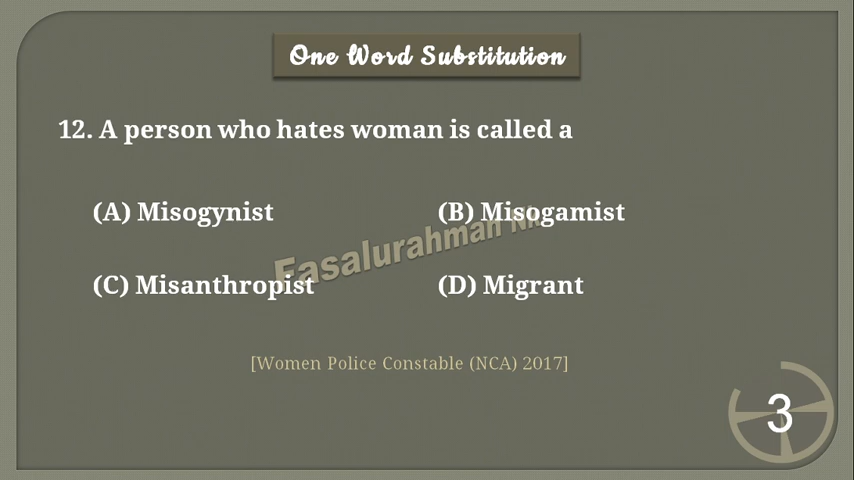 One Word Substitution
12. A person who hates woman is called a
(A) Misogynist (B) Misogamist
Fasalurahman
(C) Misanthropist (D) Migrant
[Women Police Constable (NCA) 2017]
3